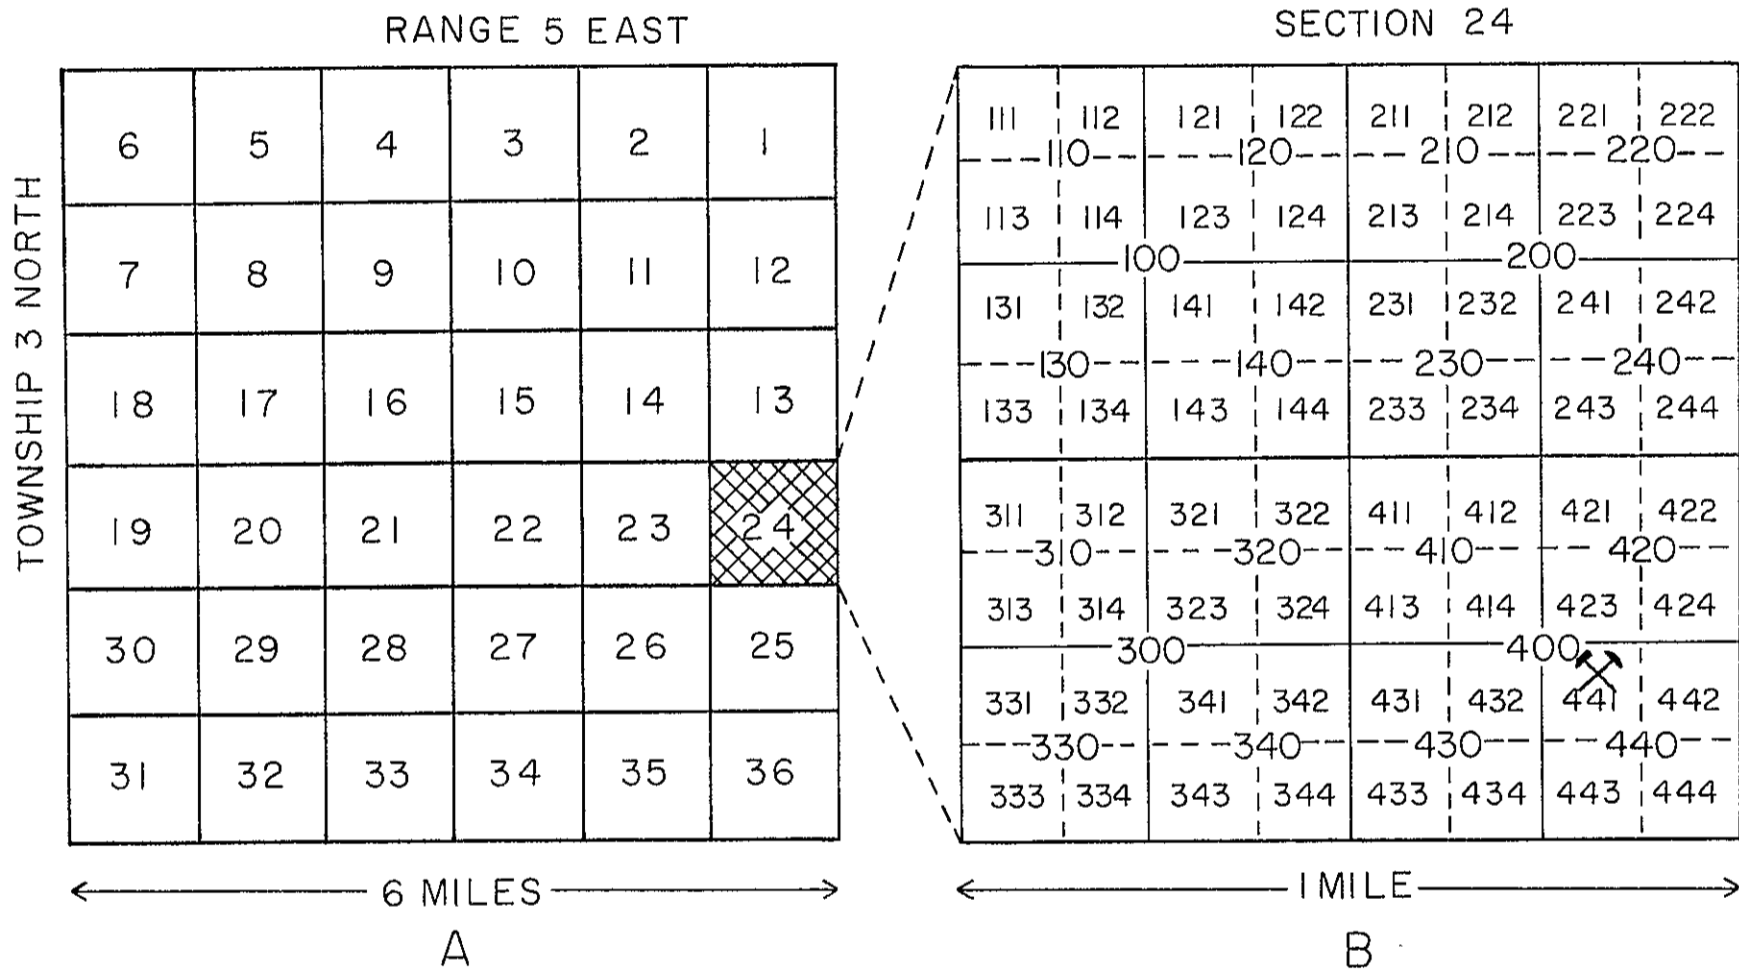 RANGE 5 EAST
TOWNSHIP 3 NORTH
6 5 4 3 2 1
7 8 9 10 11 12
18 17 16 15 14 13
19 20 21 22 23 24
30 29 28 27 26 25
31 32 33 34 35 36
6 MILES
A
SECTION 24
111 112 121 122 211 212 221 222
110 120 210 220
113 114 123 124 213 214 223 224
100 200
131 132 141 142 231 232 241 242
130 140 230 240
133 134 143 144 233 234 243 244
311 312 321 322 411 412 421 422
310 320 410 420
313 314 323 324 413 414 423 424
300 400
331 332 341 342 431 432 441 442
330 340 430 440
333 334 343 344 433 434 443 444
1 MILE
B